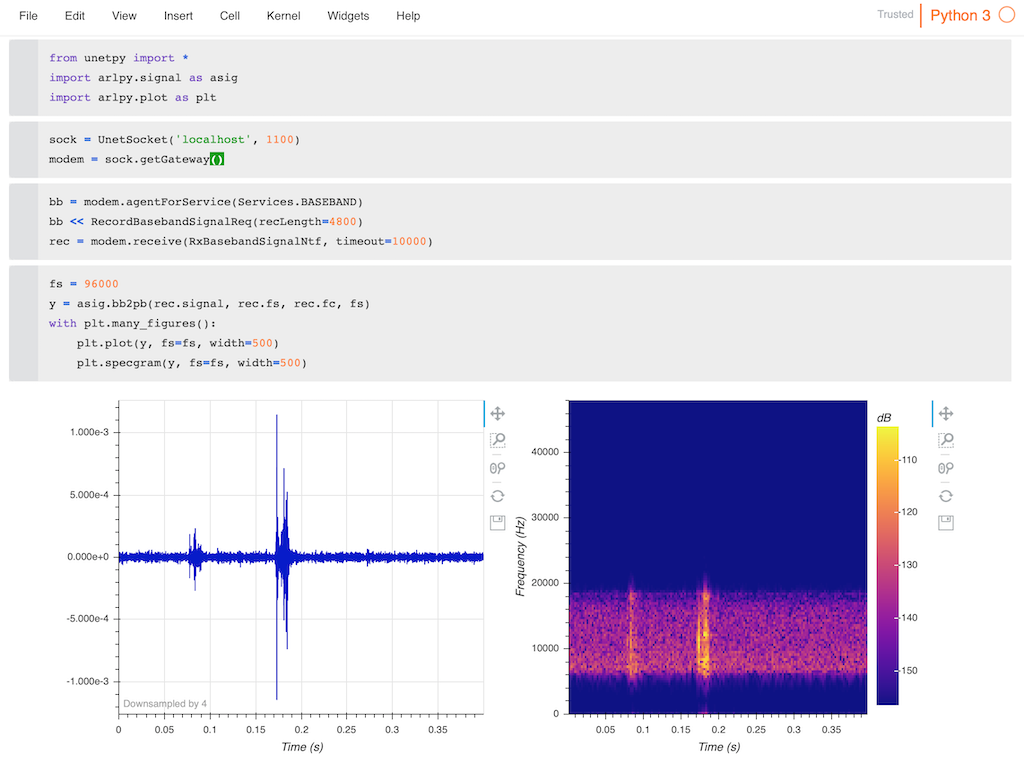 File Edit View Insert Cell Kernel Widgets Help Trusted Python 3
from unetpy import *
import arlpy.signal as asig
import arlpy.plot as plt
sock = UnetSocket('localhost', 1100)
modem = sock.getGateway()
bb = modem.agentForService(Services.BASEBAND)
bb << RecordBasebandSignalReq(recLength=4800)
rec = modem.receive(RxBasebandSignalNtf, timeout=10000)
fs = 96000
y = asig.bb2pb(rec.signal, rec.fs, rec.fc, fs)
with plt.many_figures():
    plt.plot(y, fs=fs, width=500)
    plt.specgram(y, fs=fs, width=500)
1.000e-3
5.000e-4
0.000e+0
-5.000e-4
-1.000e-3
Downsampled by 4
0 0.05 0.1 0.15 0.2 0.25 0.3 0.35
Time (s)
Frequency (Hz)
40000
30000
20000
10000
0
0.05 0.1 0.15 0.2 0.25 0.3 0.35
Time (s)
dB
-110
-120
-130
-140
-150